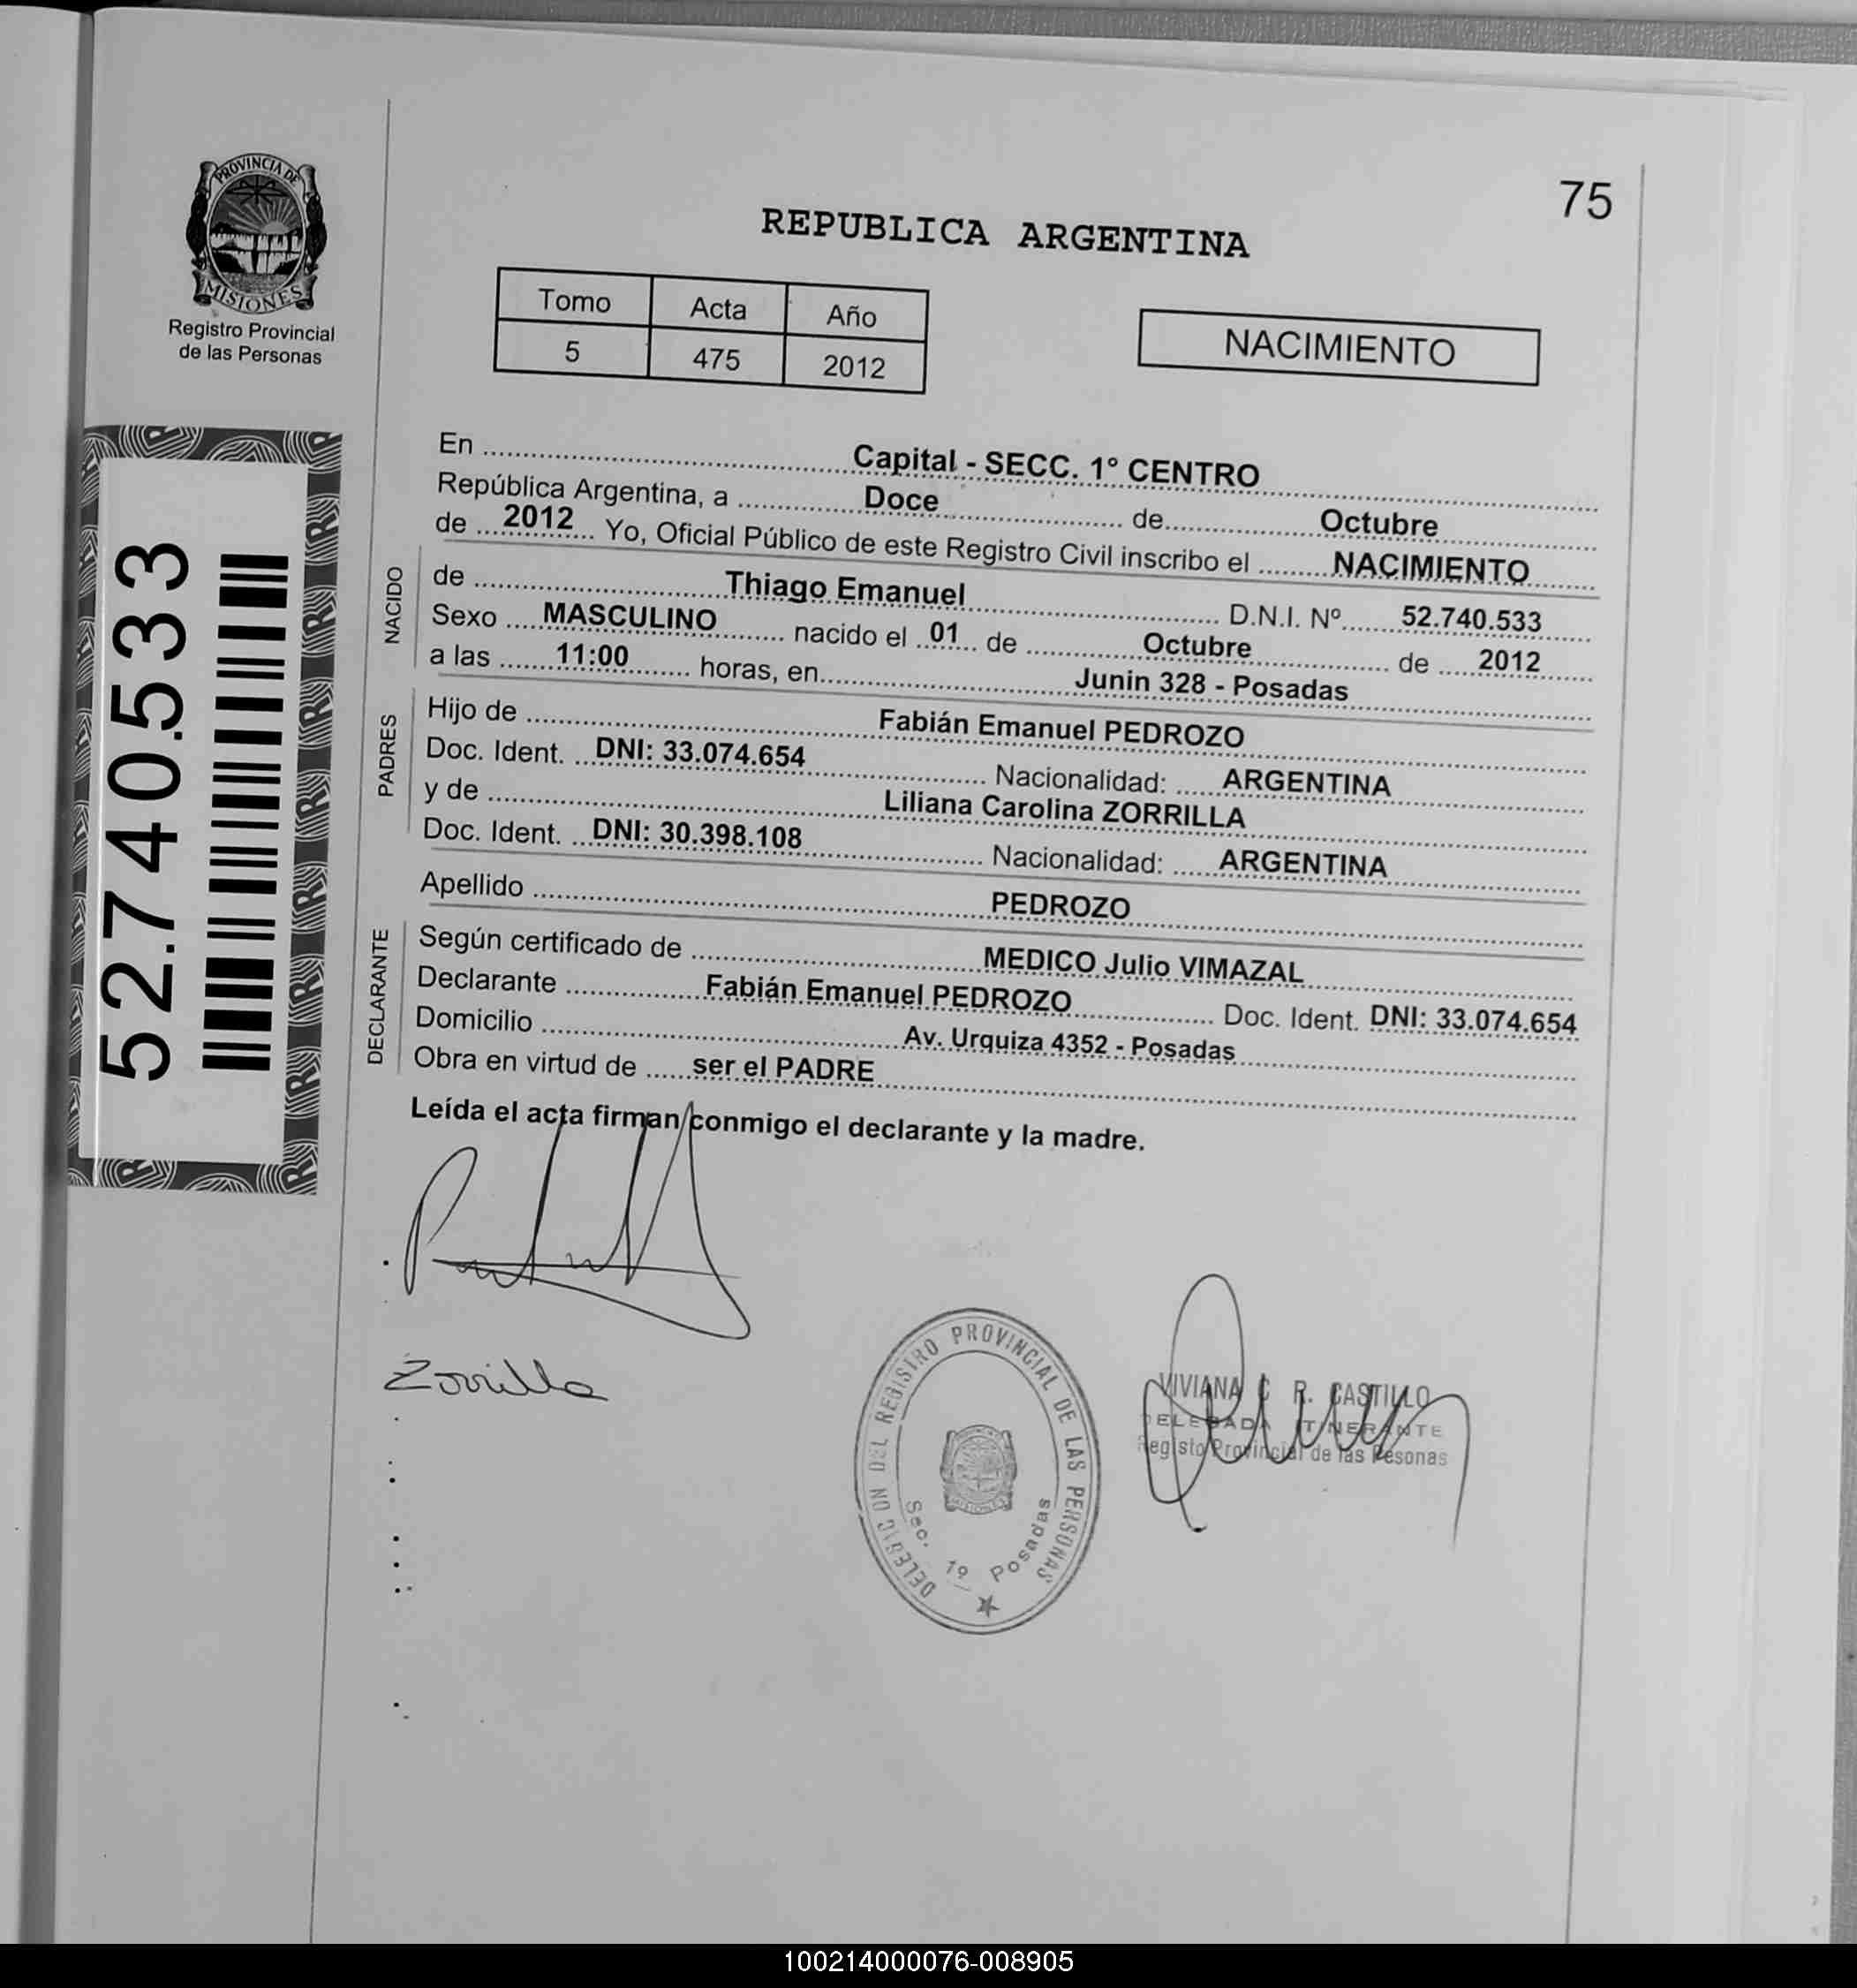 PROVINCIA DE
MISIONES
Registro Provincial
de las Personas
75
REPUBLICA ARGENTINA
Tomo Acta Año
5 475 2012
NACIMIENTO
52.740.533
En Capital - SECC. 1° CENTRO
República Argentina, a Doce de Octubre
de 2012 Yo, Oficial Público de este Registro Civil inscribo el NACIMIENTO
NACIDO
de Thiago Emanuel D.N.I. Nº 52.740.533
Sexo MASCULINO nacido el 01 de Octubre de 2012
a las 11:00 horas, en Junin 328 - Posadas
PADRES
Hijo de Fabián Emanuel PEDROZO
Doc. Ident. DNI: 33.074.654 Nacionalidad: ARGENTINA
y de Liliana Carolina ZORRILLA
Doc. Ident. DNI: 30.398.108 Nacionalidad: ARGENTINA
Apellido PEDROZO
DECLARANTE
Según certificado de MEDICO Julio VIMAZAL
Declarante Fabián Emanuel PEDROZO Doc. Ident. DNI: 33.074.654
Domicilio Av. Urquiza 4352 - Posadas
Obra en virtud de ser el PADRE
Leída el acta firman conmigo el declarante y la madre.
Zorrilla
DELEGICON DEL REGISTRO PROVINCIAL DE LAS PERSONAS
MISIONES
Sec. 1º Posadas
VIVIANA C R. CASTILLO
DELEGADA ITINERANTE
Registo Provincial de las Pesonas
100214000076-008905